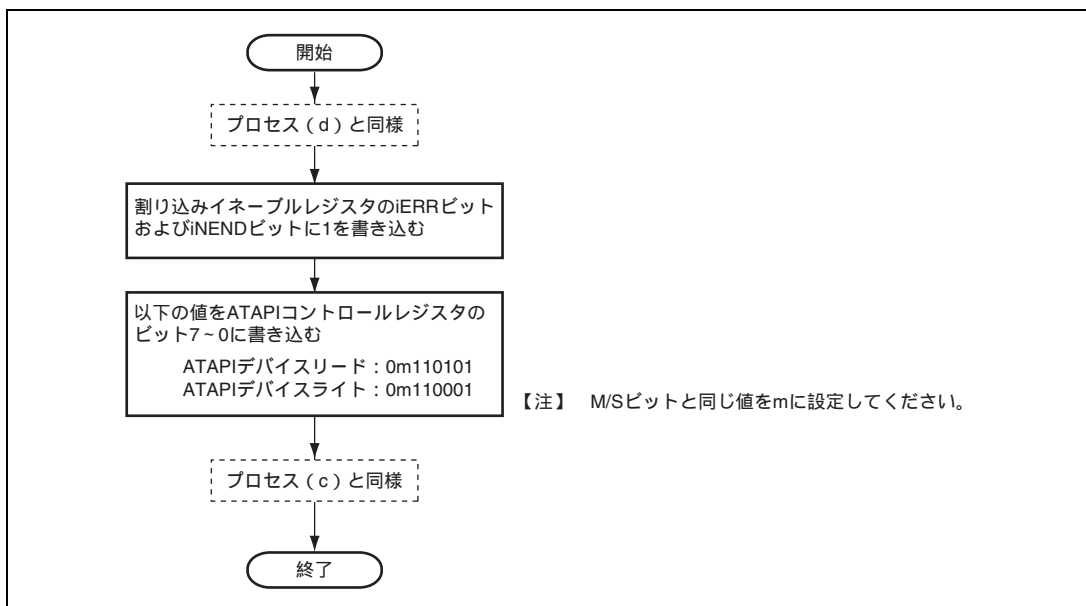 開始
プロセス（d）と同様
割り込みイネーブルレジスタのiERRビット
およびiNENDビットに1を書き込む
以下の値をATAPIコントロールレジスタの
ビット7～0に書き込む
ATAPIデバイスリード：0m110101
ATAPIデバイスライト：0m110001
【注】 M/Sビットと同じ値をmに設定してください。
プロセス（c）と同様
終了